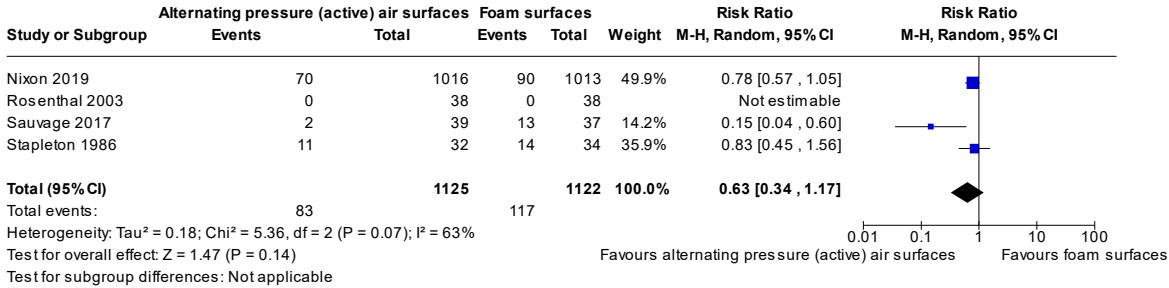 Alternating pressure (active) air surfaces Foam surfaces Risk Ratio Risk Ratio
Study or Subgroup Events Total Events Total Weight M-H, Random, 95% CI M-H, Random, 95% CI
Nixon 2019 70 1016 90 1013 49.9% 0.78 [0.57 , 1.05]
Rosenthal 2003 0 38 0 38 Not estimable
Sauvage 2017 2 39 13 37 14.2% 0.15 [0.04 , 0.60]
Stapleton 1986 11 32 14 34 35.9% 0.83 [0.45 , 1.56]
Total (95% CI) 1125 1122 100.0% 0.63 [0.34 , 1.17]
Total events: 83 117
Heterogeneity: Tau² = 0.18; Chi² = 5.36, df = 2 (P = 0.07); I² = 63%
0.01 0.1 1 10 100
Test for overall effect: Z = 1.47 (P = 0.14) Favours alternating pressure (active) air surfaces Favours foam surfaces
Test for subgroup differences: Not applicable